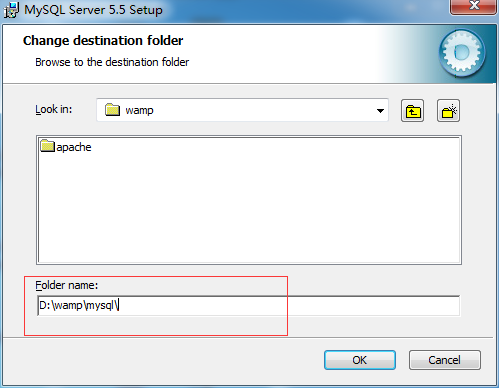 MySQL Server 5.5 Setup
Change destination folder
Browse to the destination folder
Look in: wamp
apache
Folder name:
D:\wamp\mysql\
OK Cancel